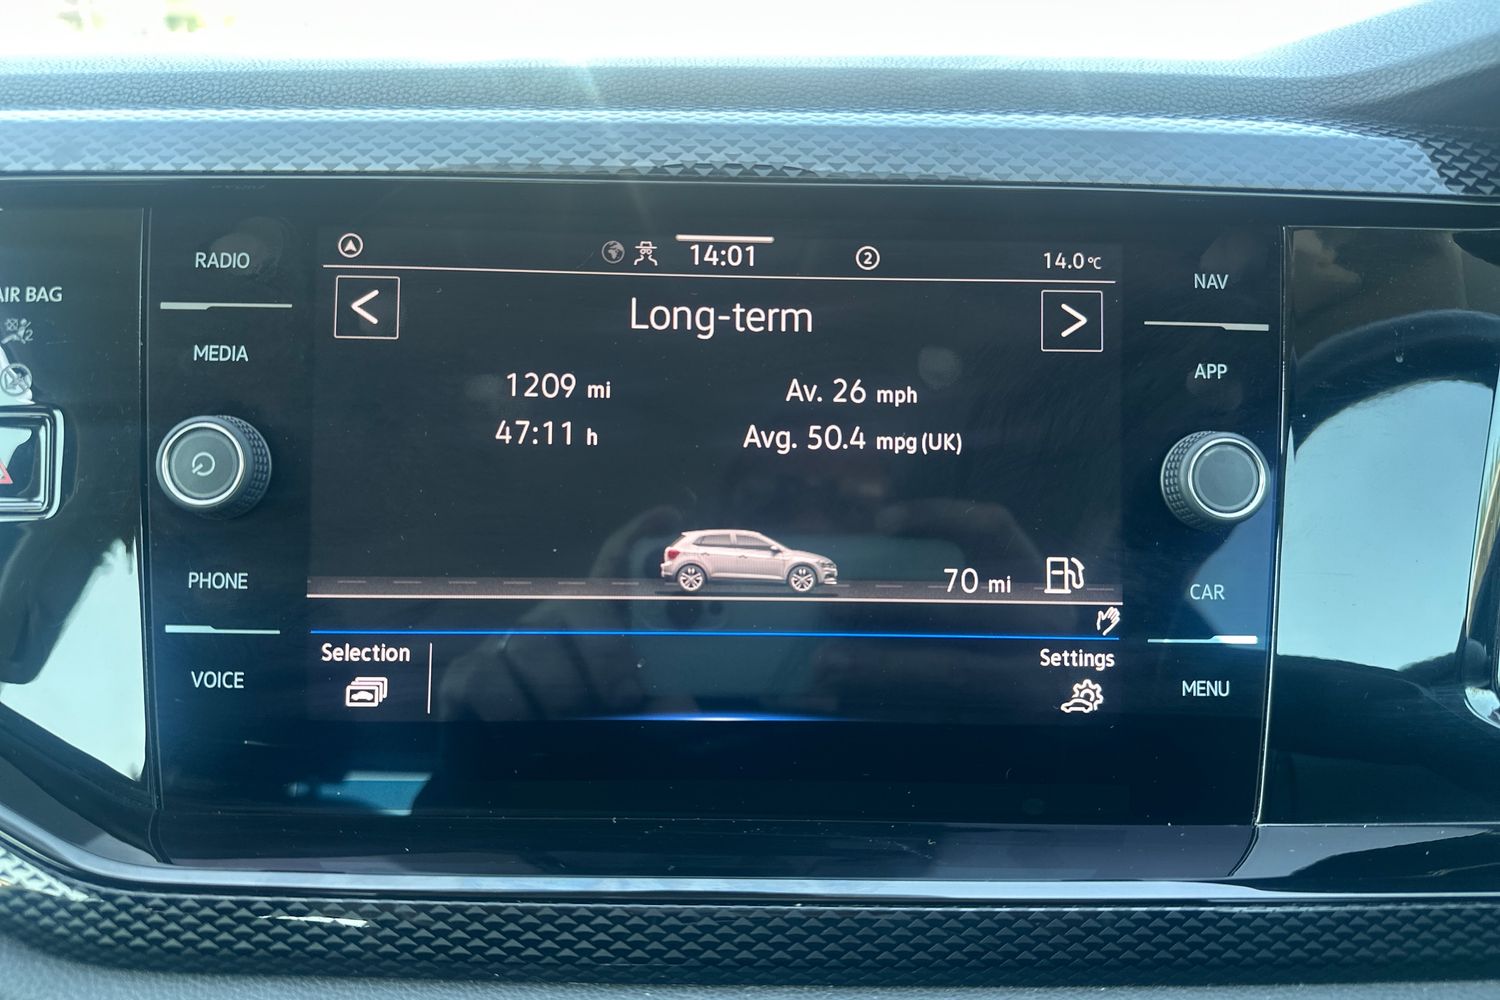 RADIO
MEDIA
PHONE
VOICE
AIR BAG
14:01
2
14.0°C
<
Long-term
>
1209 mi
Av. 26 mph
47:11 h
Avg. 50.4 mpg (UK)
70 mi
Selection
Settings
NAV
APP
CAR
MENU